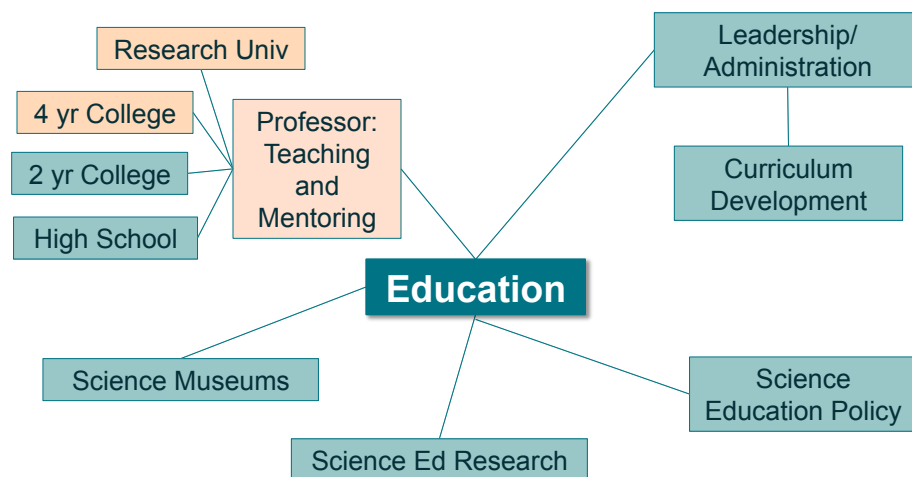 Research Univ
4 yr College
2 yr College
High School
Professor:
Teaching
and
Mentoring
Leadership/
Administration
Curriculum
Development
Education
Science Museums
Science Ed Research
Science
Education Policy